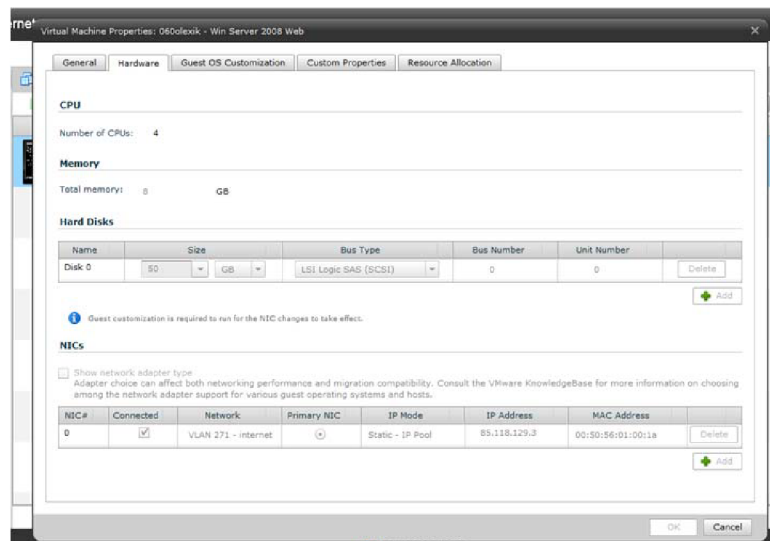 ernet
Virtual Machine Properties: 060olexik - Win Server 2008 Web
General Hardware Guest OS Customization Custom Properties Resource Allocation
CPU
Number of CPUs: 4
Memory
Total memory: 8 GB
Hard Disks
Name Size Bus Type Bus Number Unit Number
Disk 0 50 GB LSI Logic SAS (SCSI) 0 0 Delete
Add
Guest customization is required to run for the NIC changes to take effect.
NICs
Show network adapter type
Adapter choice can affect both networking performance and migration compatibility. Consult the VMware KnowledgeBase for more information on choosing
among the network adapter support for various guest operating systems and hosts.
NIC# Connected Network Primary NIC IP Mode IP Address MAC Address
0 VLAN 271 - internet Static - IP Pool 85.118.129.3 00:50:56:01:00:1a Delete
Add
OK Cancel